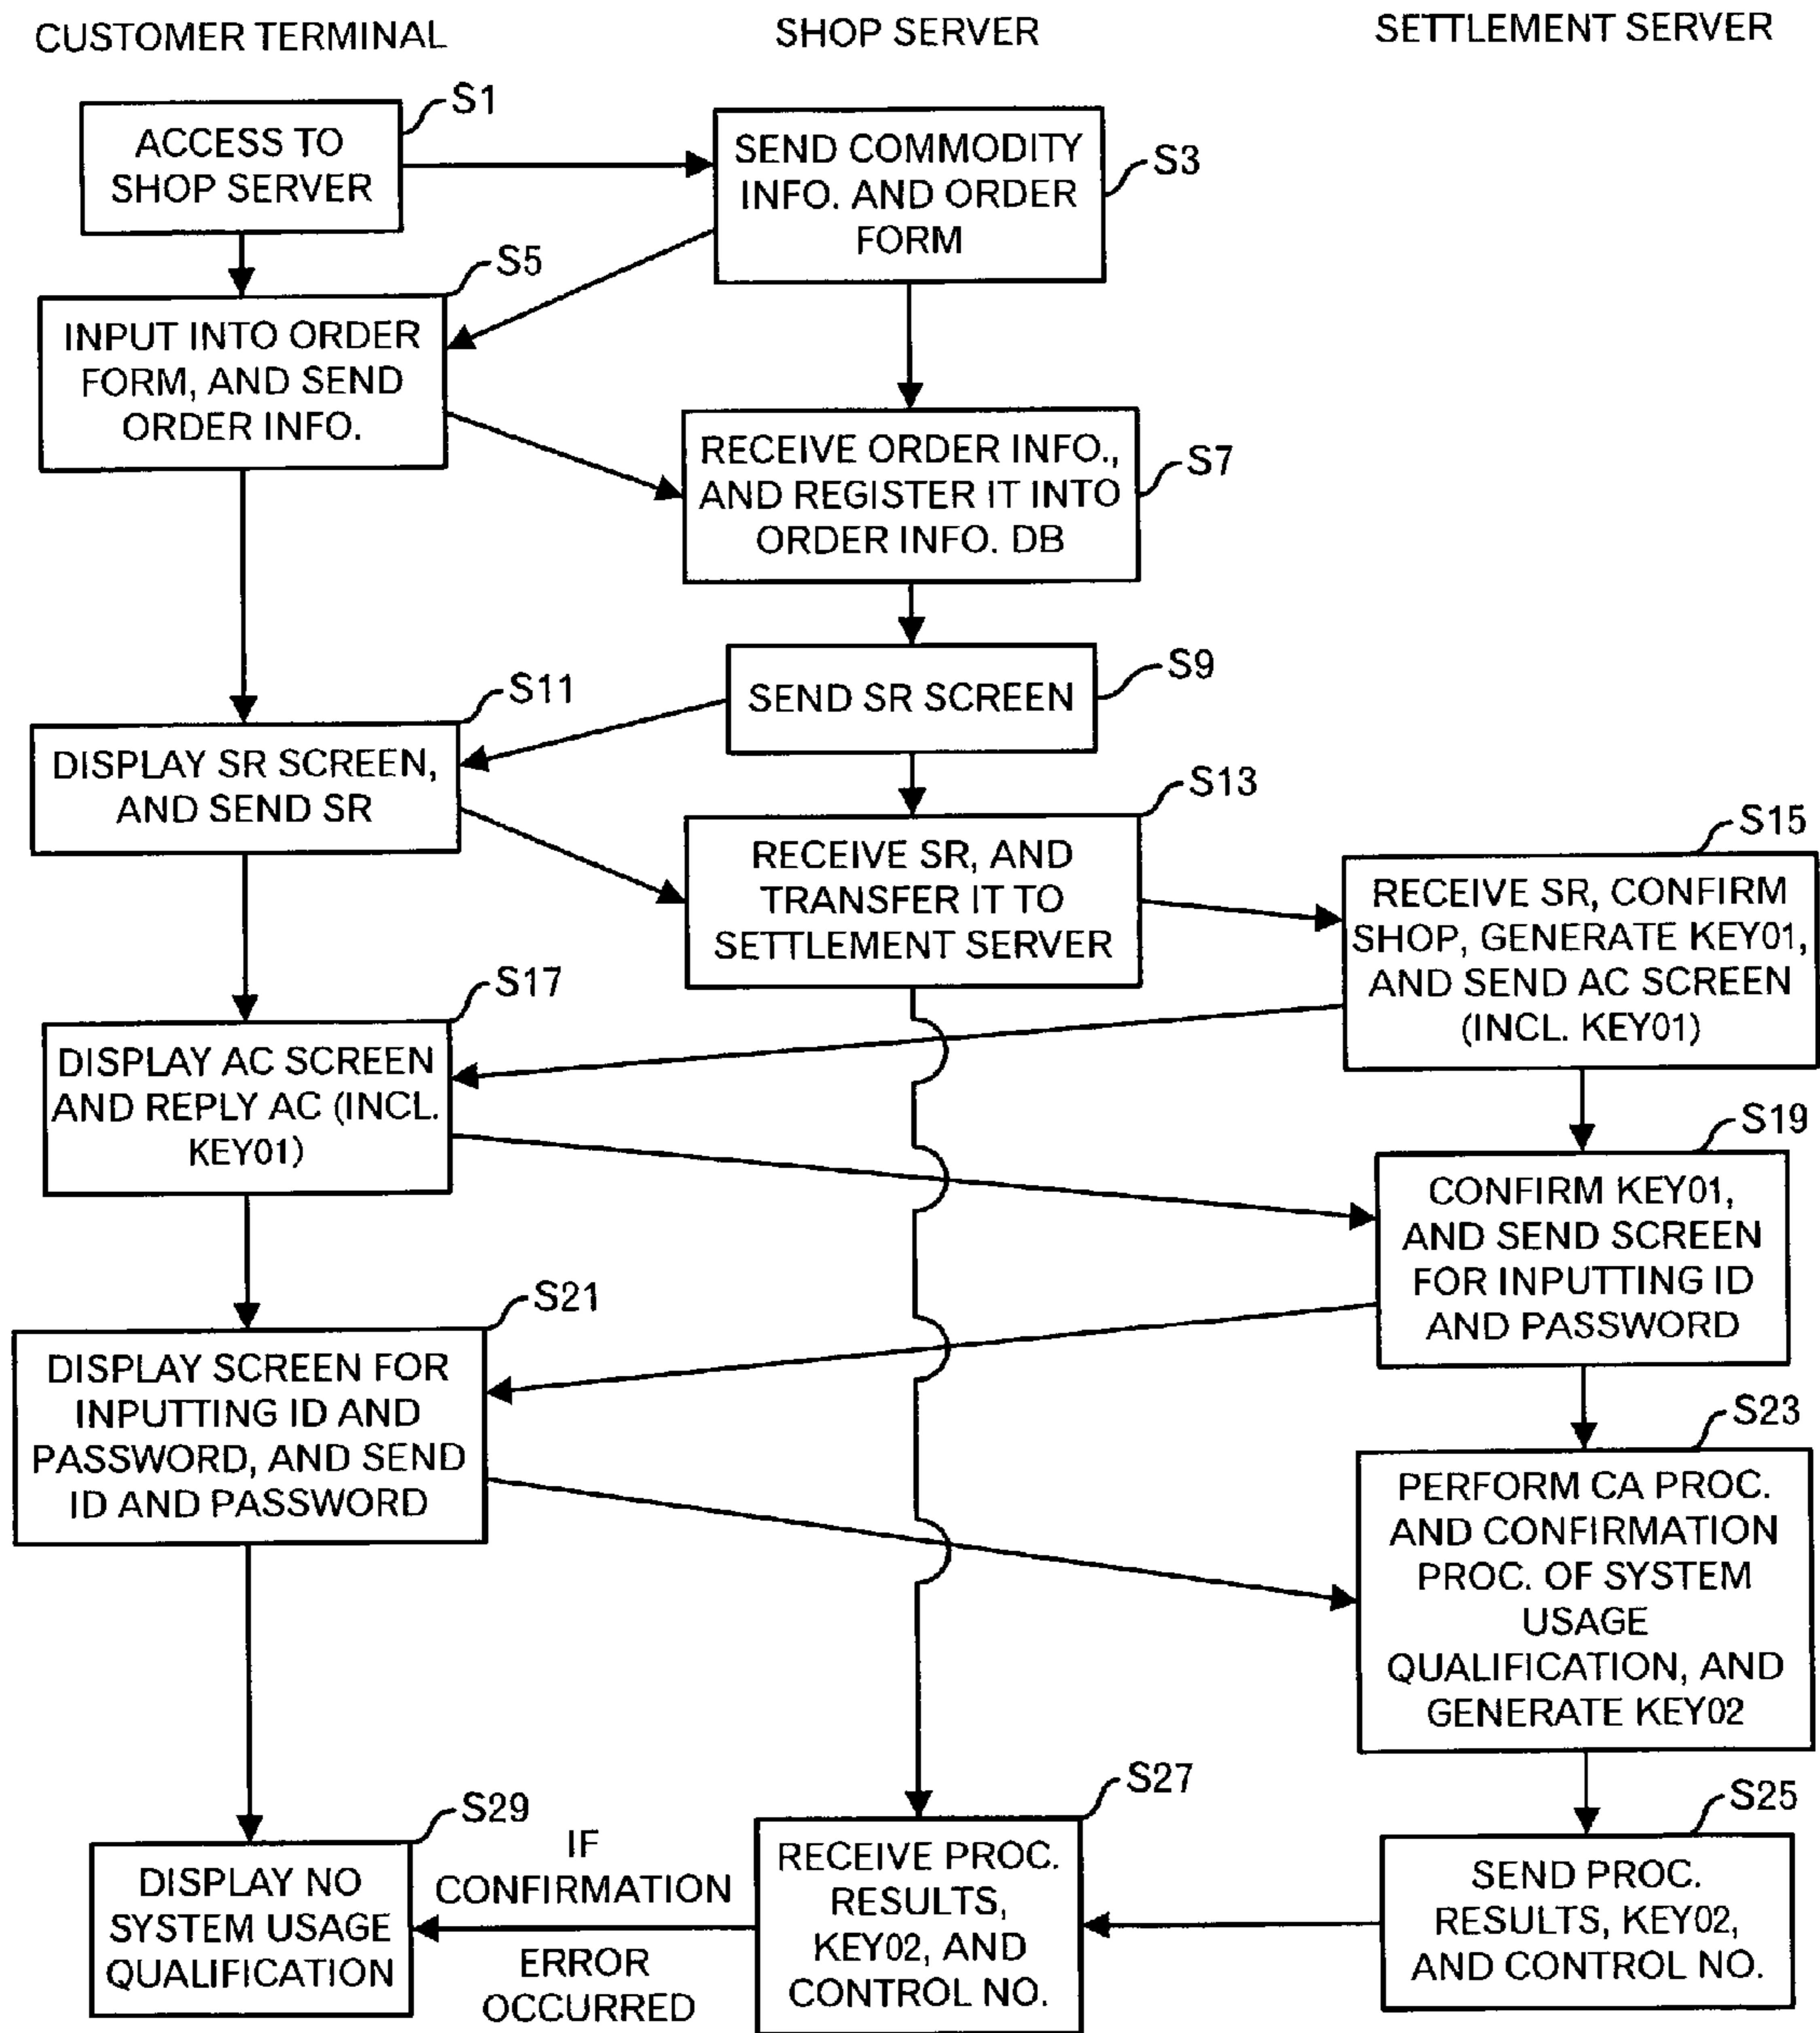 CUSTOMER TERMINAL
SHOP SERVER
SETTLEMENT SERVER
S1
ACCESS TO
SHOP SERVER
S3
SEND COMMODITY
INFO. AND ORDER
FORM
S5
INPUT INTO ORDER
FORM, AND SEND
ORDER INFO.
S7
RECEIVE ORDER INFO.,
AND REGISTER IT INTO
ORDER INFO. DB
S9
SEND SR SCREEN
S11
DISPLAY SR SCREEN,
AND SEND SR
S13
RECEIVE SR, AND
TRANSFER IT TO
SETTLEMENT SERVER
S15
RECEIVE SR, CONFIRM
SHOP, GENERATE KEY01,
AND SEND AC SCREEN
(INCL. KEY01)
S17
DISPLAY AC SCREEN
AND REPLY AC (INCL.
KEY01)
S19
CONFIRM KEY01,
AND SEND SCREEN
FOR INPUTTING ID
AND PASSWORD
S21
DISPLAY SCREEN FOR
INPUTTING ID AND
PASSWORD, AND SEND
ID AND PASSWORD
S23
PERFORM CA PROC.
AND CONFIRMATION
PROC. OF SYSTEM
USAGE
QUALIFICATION, AND
GENERATE KEY02
S25
SEND PROC.
RESULTS, KEY02,
AND CONTROL NO.
S27
RECEIVE PROC.
RESULTS,
KEY02, AND
CONTROL NO.
IF
CONFIRMATION
ERROR
OCCURRED
S29
DISPLAY NO
SYSTEM USAGE
QUALIFICATION